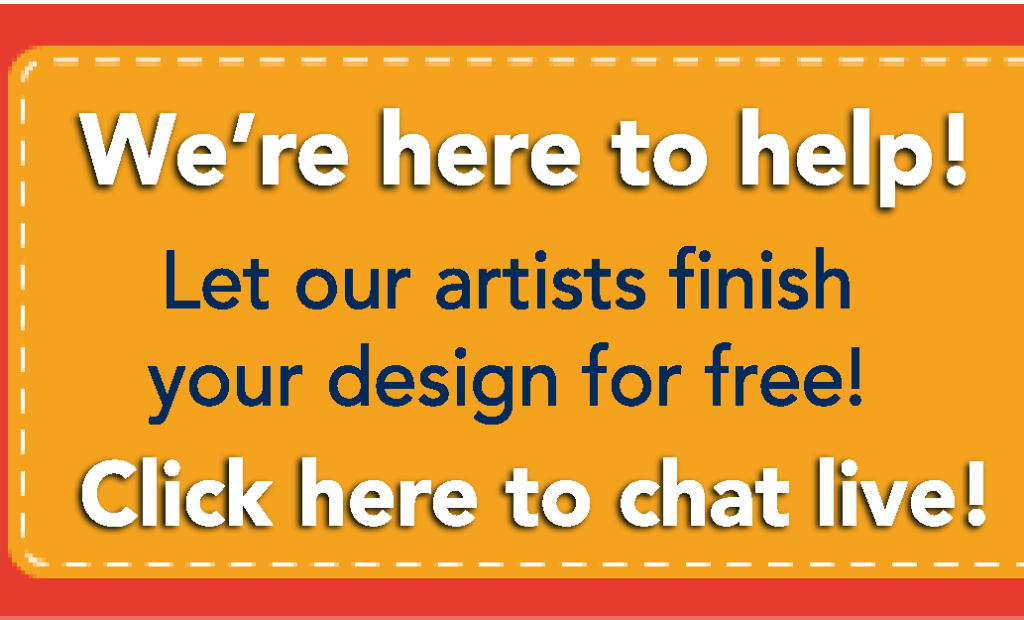 We’re here to help!
Let our artists finish
your design for free!
Click here to chat live!